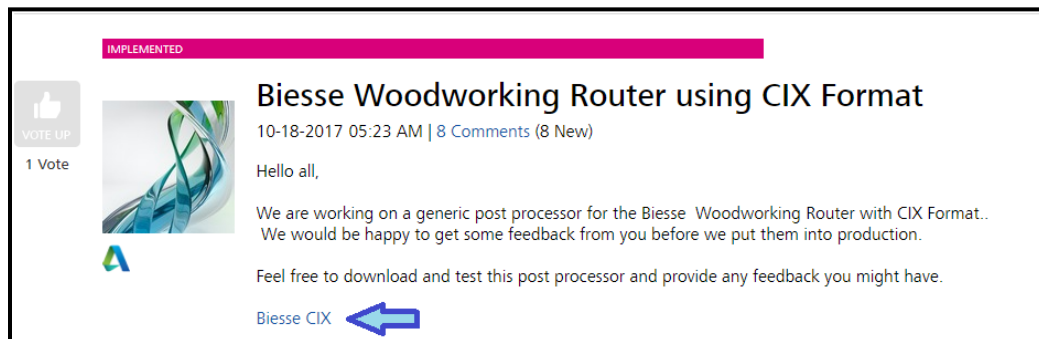 IMPLEMENTED
VOTE UP
1 Vote
Biesse Woodworking Router using CIX Format
10-18-2017 05:23 AM | 8 Comments (8 New)
Hello all,
We are working on a generic post processor for the Biesse  Woodworking Router with CIX Format..
We would be happy to get some feedback from you before we put them into production.
Feel free to download and test this post processor and provide any feedback you might have.
Biesse CIX